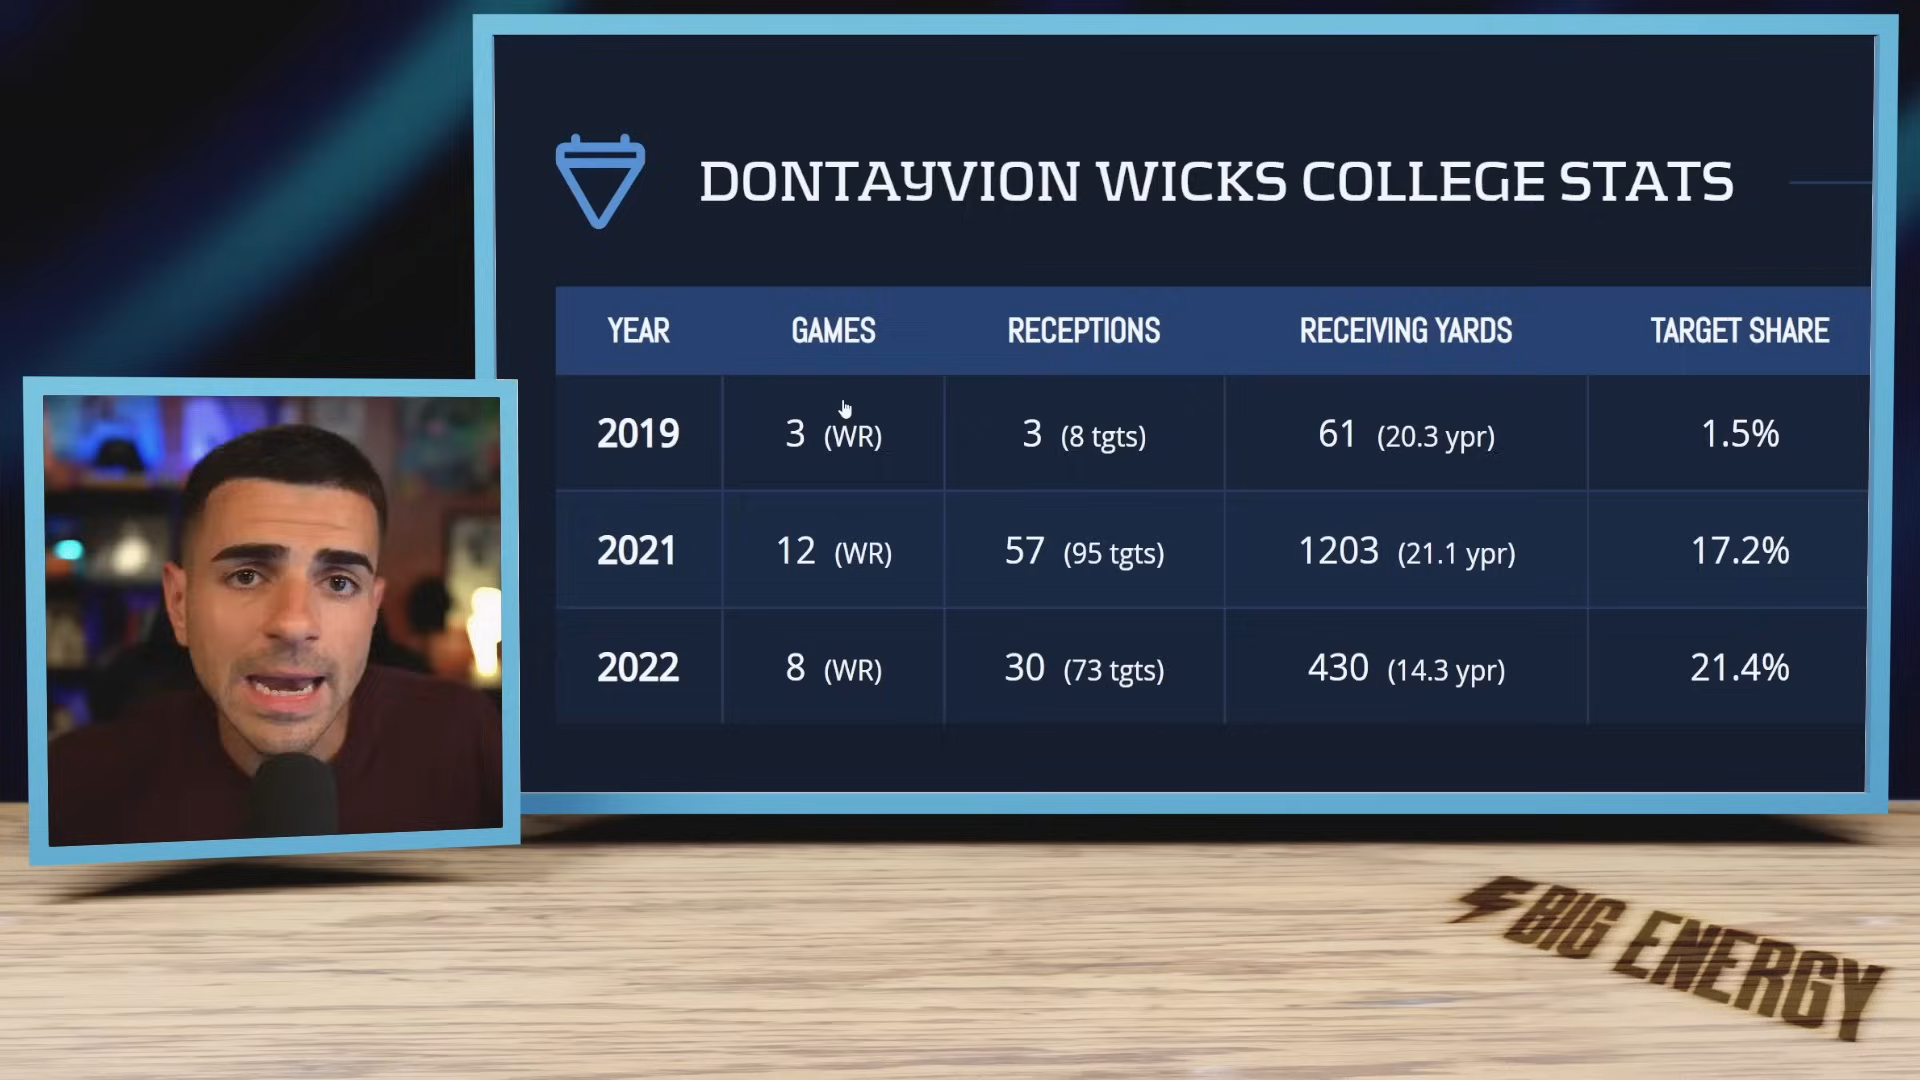 DONTAYVION WICKS COLLEGE STATS
YEAR GAMES RECEPTIONS RECEIVING YARDS TARGET SHARE
2019 3 (WR) 3 (8 tgts) 61 (20.3 ypr) 1.5%
2021 12 (WR) 57 (95 tgts) 1203 (21.1 ypr) 17.2%
2022 8 (WR) 30 (73 tgts) 430 (14.3 ypr) 21.4%
BIG ENERGY